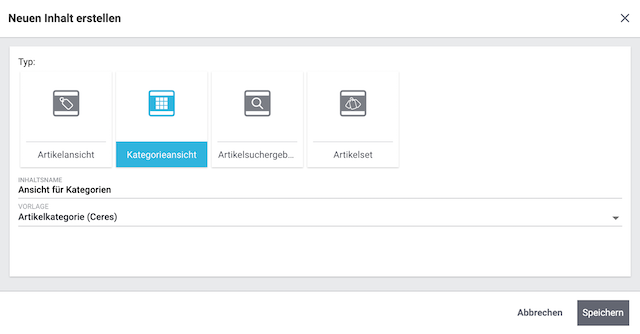 Neuen Inhalt erstellen
Typ:
Artikelansicht
Kategorieansicht
Artikelsuchergeb...
Artikelset
INHALTSNAME
Ansicht für Kategorien
VORLAGE
Artikelkategorie (Ceres)
Abbrechen
Speichern